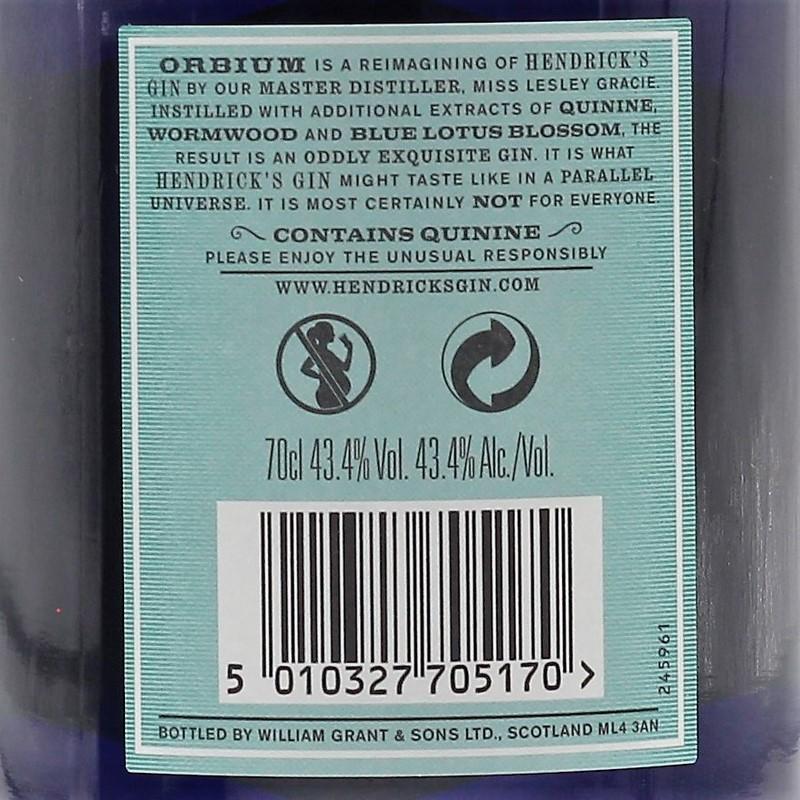 ORBIUM IS A REIMAGINING OF HENDRICK'S
GIN BY OUR MASTER DISTILLER, MISS LESLEY GRACIE.
INSTILLED WITH ADDITIONAL EXTRACTS OF QUININE,
WORMWOOD AND BLUE LOTUS BLOSSOM, THE
RESULT IS AN ODDLY EXQUISITE GIN. IT IS WHAT
HENDRICK'S GIN MIGHT TASTE LIKE IN A PARALLEL
UNIVERSE. IT IS MOST CERTAINLY NOT FOR EVERYONE.
CONTAINS QUININE
PLEASE ENJOY THE UNUSUAL RESPONSIBLY
WWW.HENDRICKSGIN.COM
70cl 43.4% Vol. 43.4% Alc./Vol.
5 010327 705170 >
245961
BOTTLED BY WILLIAM GRANT & SONS LTD., SCOTLAND ML4 3AN